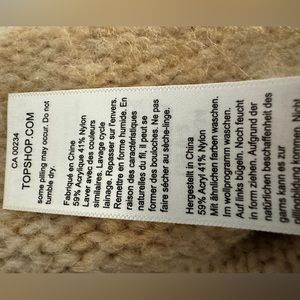 CA 00234
TOPSHOP.COM
some pilling may occur. Do not
tumble dry.
Fabriqué en Chine
59% Acrylique 41% Nylon
Laver avec des couleurs
similaires. Lavage cycle
lainage. Repasser sur l'envers.
Remettre en forme humide. En
raison des caractéristiques
naturelles du fil, il peut se
former des peluches. Ne pas
faire sécher au sèche-linge.
Hergestellt in China
59% Acryl 41% Nylon
Mit ähnlichen farben waschen.
Im wollprogramm waschen.
Auf links bügeln. Noch feucht
in form ziehen. Aufgrund der
natürlichen beschaffenheit des
garns kann es zu
Nicht